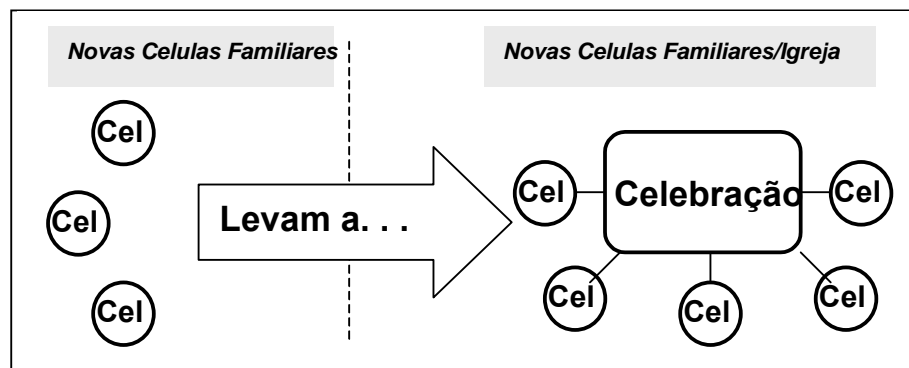 Novas Celulas Familiares
Cel
Cel
Cel
Levam a. . .
Novas Celulas Familiares/Igreja
Celebração
Cel
Cel
Cel
Cel
Cel